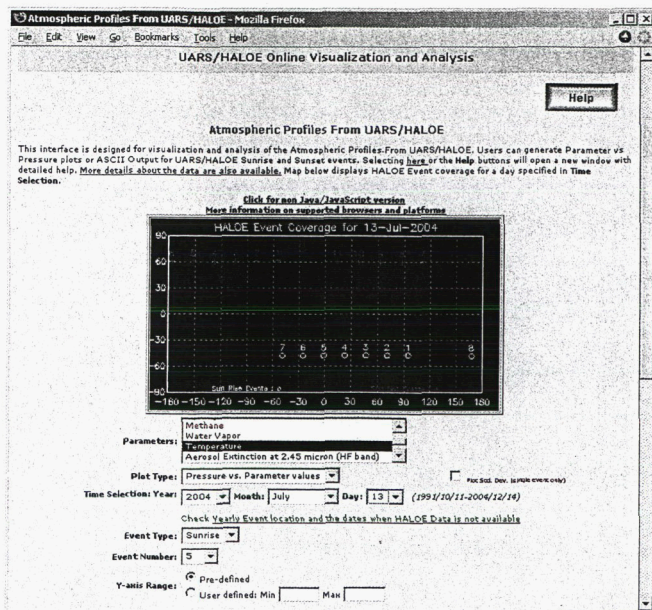 Atmospheric Profiles From UARS/HALOE - Mozilla Firefox
File Edit View Go Bookmarks Tools Help
UARS/HALOE Online Visualization and Analysis
Help
Atmospheric Profiles From UARS/HALOE
This interface is designed for visualization and analysis of the Atmospheric Profiles From UARS/HALOE. Users can generate Parameter vs
Pressure plots or ASCII Output for UARS/HALOE Sunrise and Sunset events. Selecting here or the Help buttons will open a new window with
detailed help. More details about the data are also available. Map below displays HALOE Event coverage for a day specified in Time
Selection.
Click for non Java/JavaScript version
More information on supported browsers and platforms
HALOE Event Coverage for 13-Jul-2004
90
60
30
0
-30
7 6 5 4 3 2 1 8
-60
-90
-180 -150 -120 -90 -60 -30 0 30 60 90 120 150 180
Parameters:
Methane
Water Vapor
Temperature
Aerosol Extinction at 2.45 micron (HF band)
Plot Type: Pressure vs. Parameter values Plot Std. Dev. (single event only)
Time Selection: Year: 2004 Month: July Day: 13 (1991/10/11-2004/12/14)
Check Yearly Event location and the dates when HALOE Data is not available
Event Type: Sunrise
Event Number: 5
Y-axis Range: Pre-defined
User defined: Min Max